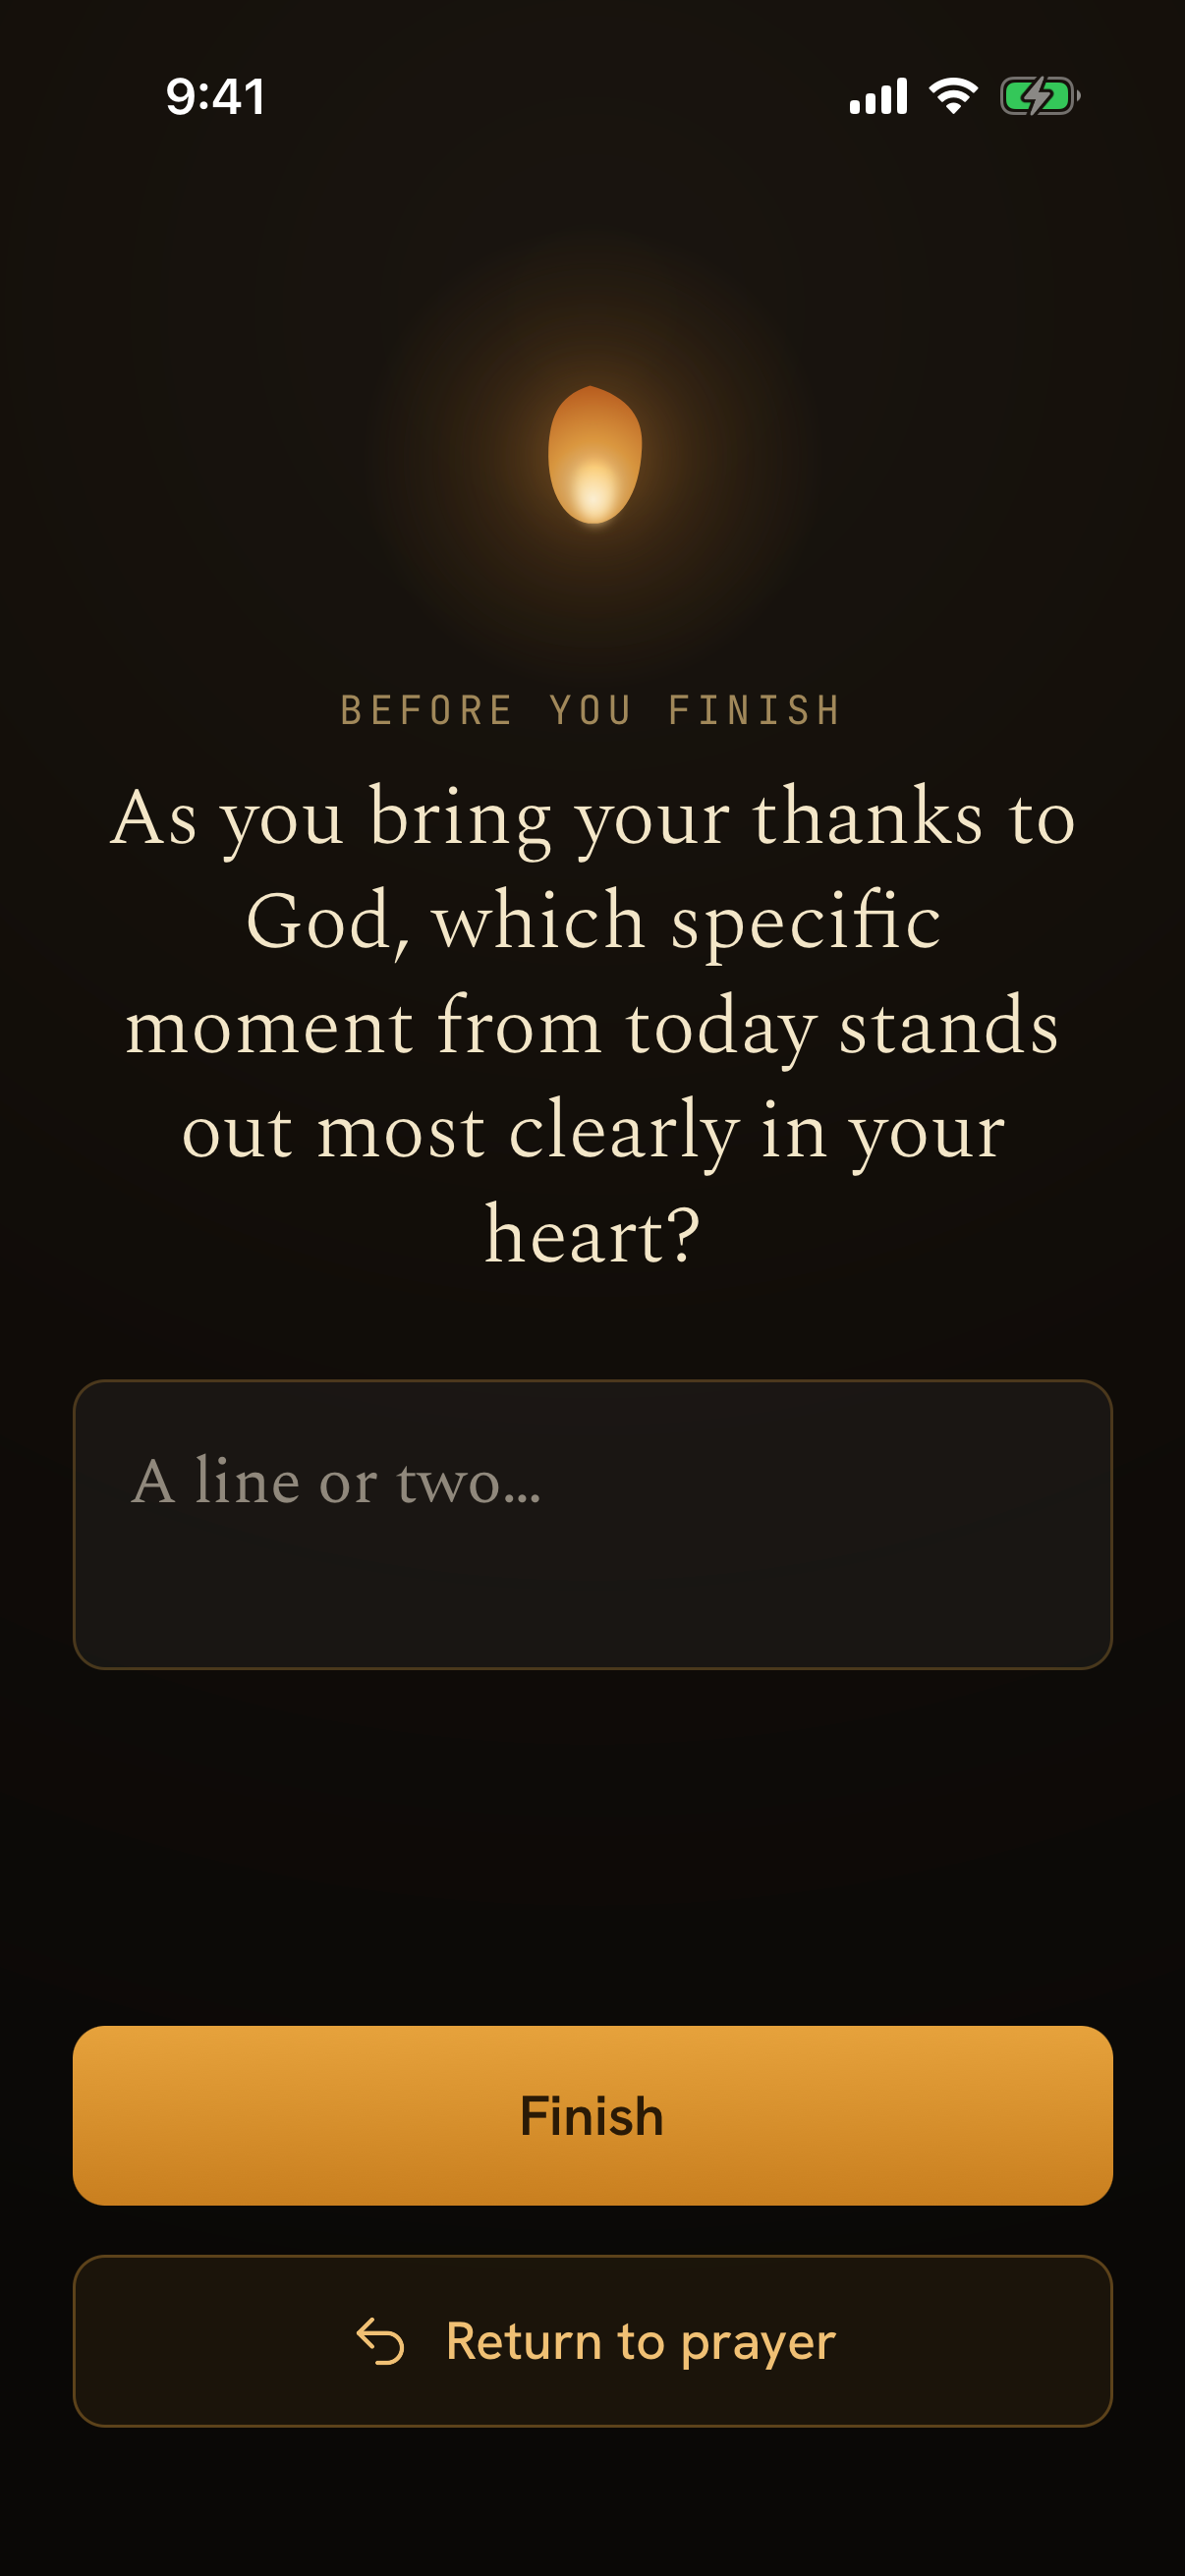 9:41
BEFORE YOU FINISH
As you bring your thanks to
God, which specific
moment from today stands
out most clearly in your
heart?
A line or two…
Finish
Return to prayer